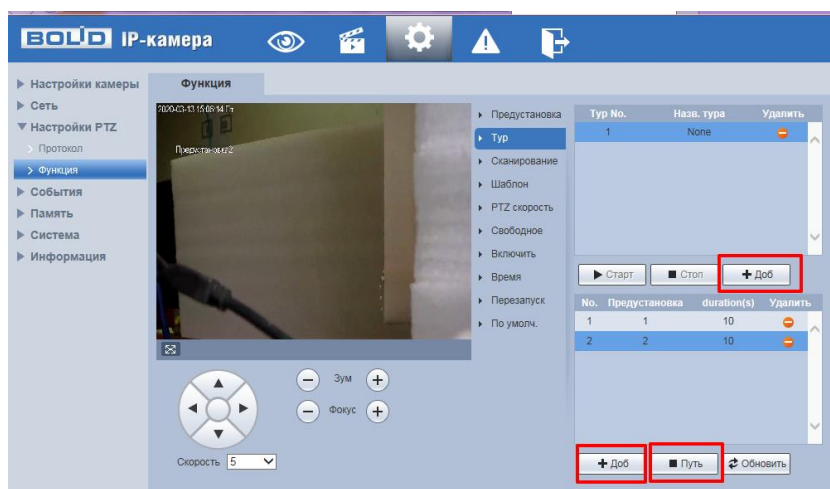 BOLID IP-камера
Настройки камеры
Сеть
Настройки PTZ
Протокол
Функция
События
Память
Система
Информация
Функция
2020-03-13 15:06:14 Пт
Предустановка2
Зум
Фокус
Скорость 5
Предустановка
Тур
Сканирование
Шаблон
PTZ скорость
Свободное
Включить
Время
Перезапуск
По умолч.
Тур No. Назв. тура Удалить
1 None
Старт Стоп Доб
No. Предустановка duration(s) Удалить
1 1 10
2 2 10
Доб Путь Обновить